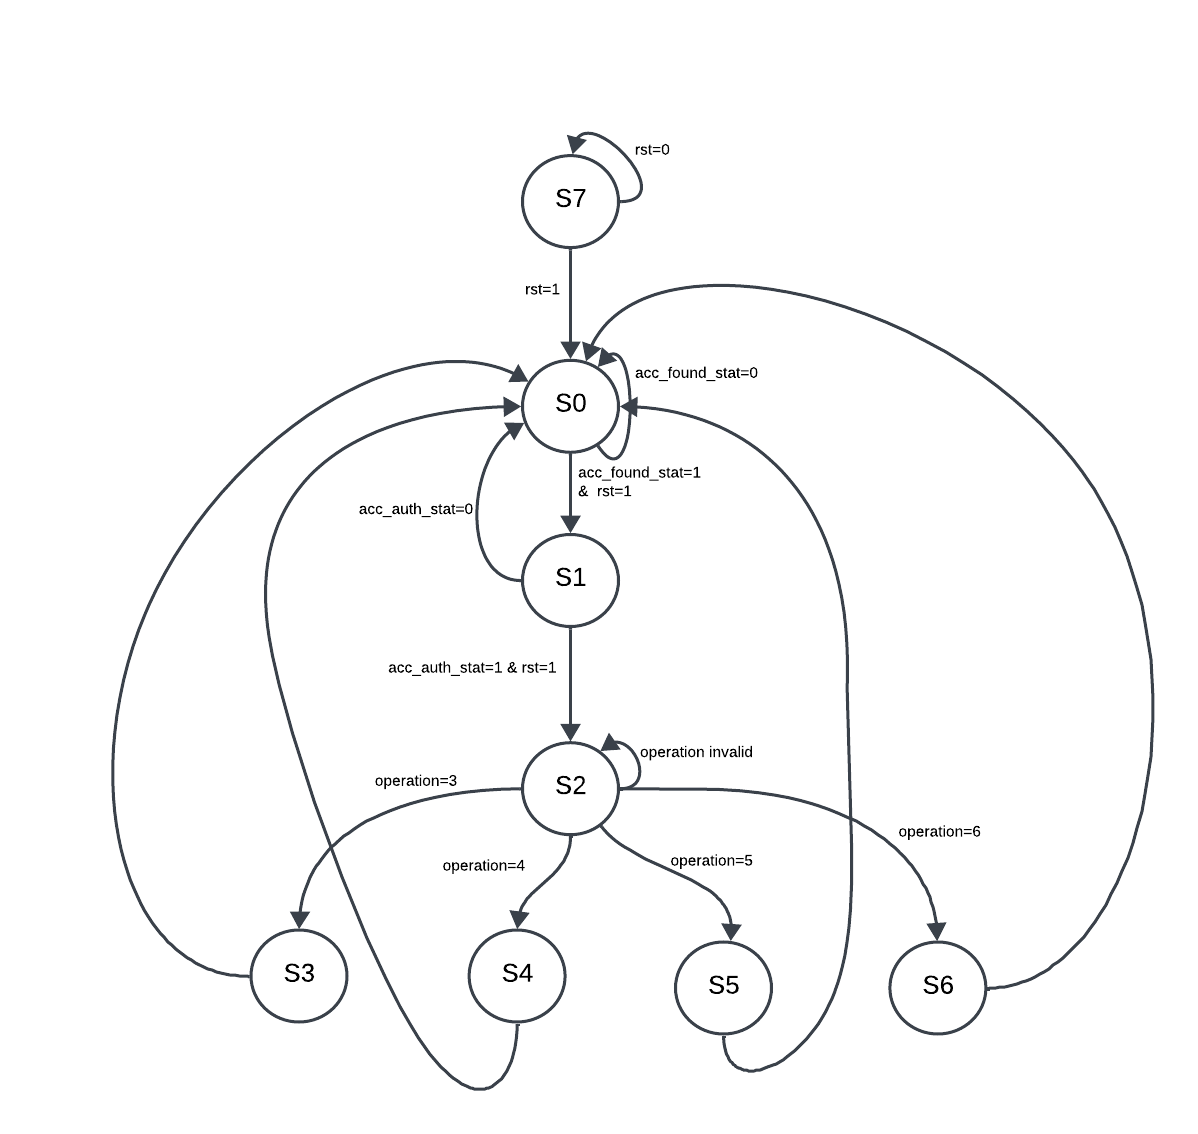 rst=0
S7
rst=1
acc_found_stat=0
S0
acc_found_stat=1
& rst=1
acc_auth_stat=0
S1
acc_auth_stat=1 & rst=1
operation invalid
S2
operation=3
operation=6
operation=4
operation=5
S3
S4
S5
S6